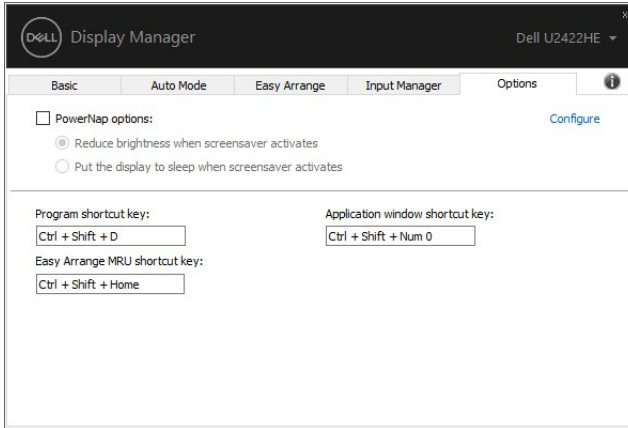 DELL Display Manager
Dell U2422HE
x
Basic
Auto Mode
Easy Arrange
Input Manager
Options
i
PowerNap options:
Configure
Reduce brightness when screensaver activates
Put the display to sleep when screensaver activates
Program shortcut key:
Application window shortcut key:
Ctrl + Shift + D
Ctrl + Shift + Num 0
Easy Arrange MRU shortcut key:
Ctrl + Shift + Home